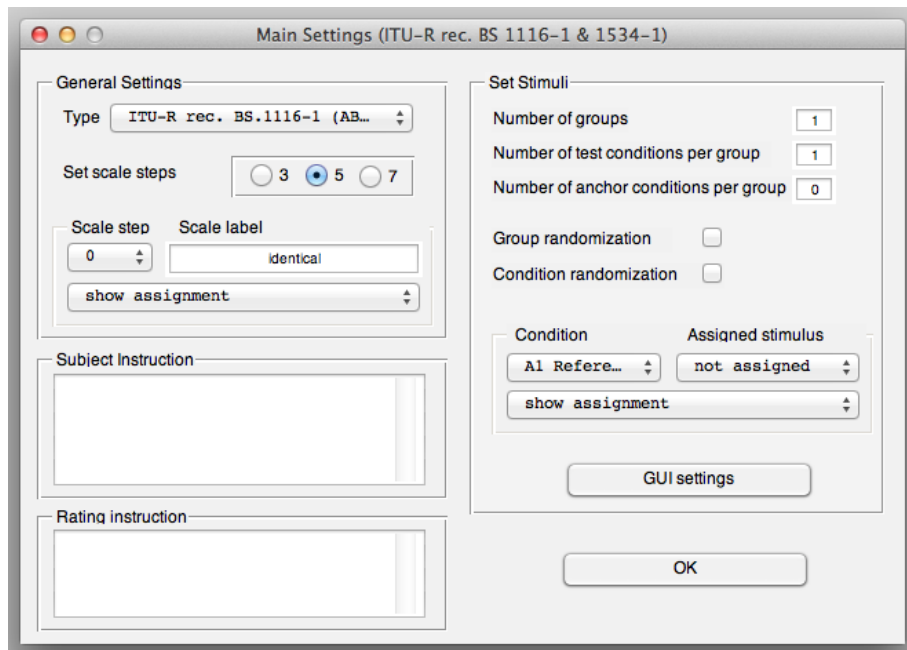 Main Settings (ITU-R rec. BS 1116-1 & 1534-1)
General Settings
Type ITU-R rec. BS.1116-1 (AB...
Set scale steps 3 5 7
Scale step Scale label
0 identical
show assignment
Subject Instruction
Rating instruction
Set Stimuli
Number of groups 1
Number of test conditions per group 1
Number of anchor conditions per group 0
Group randomization
Condition randomization
Condition Assigned stimulus
A1 Refere... not assigned
show assignment
GUI settings
OK